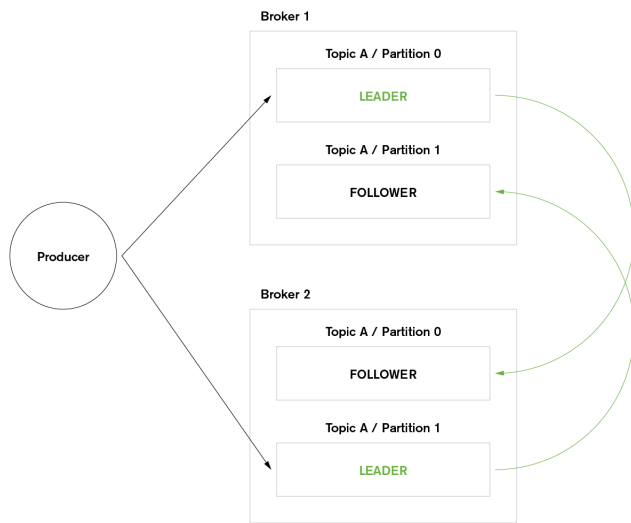 Broker 1
Topic A / Partition 0
LEADER
Topic A / Partition 1
FOLLOWER
Producer
Broker 2
Topic A / Partition 0
FOLLOWER
Topic A / Partition 1
LEADER